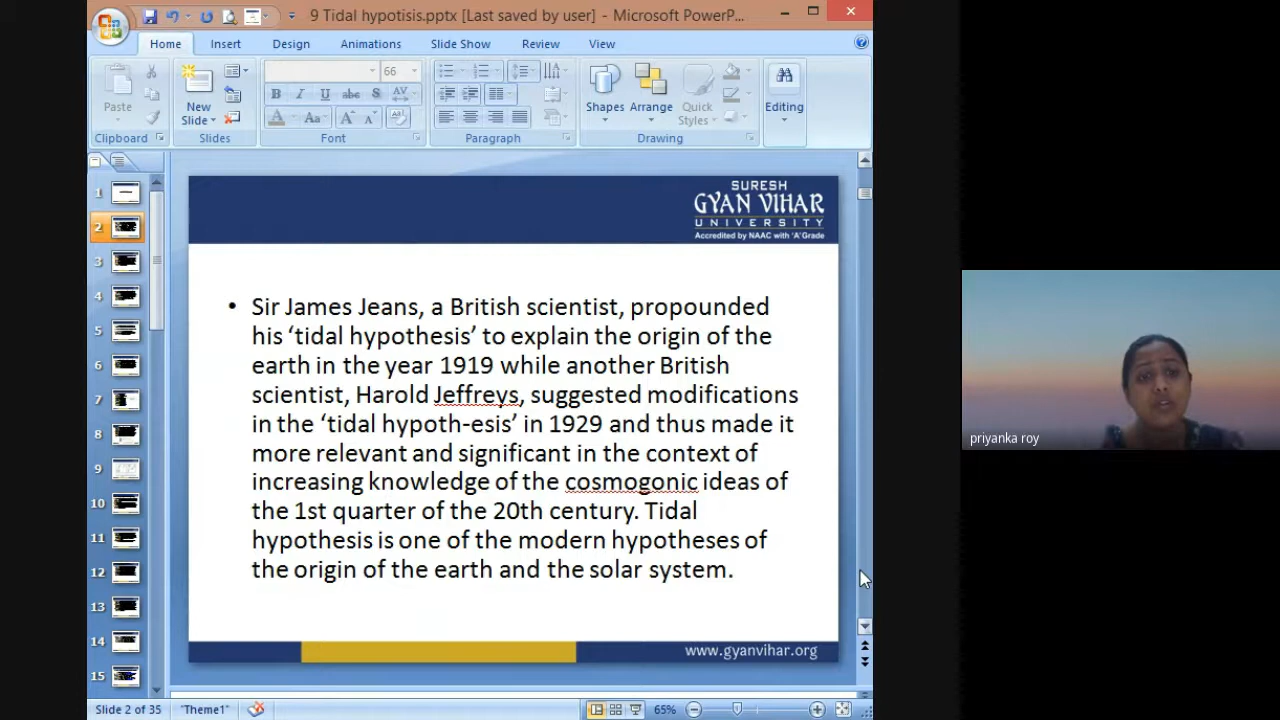 9 Tidal hypotisis.pptx [Last saved by user] - Microsoft PowerP...
Home Insert Design Animations Slide Show Review View
66
Paste New Slide Shapes Arrange Quick Styles Editing
Clipboard Slides Font Paragraph Drawing
SURESH
GYAN VIHAR
UNIVERSITY
Accredited by NAAC with 'A' Grade
• Sir James Jeans, a British scientist, propounded
his ‘tidal hypothesis’ to explain the origin of the
earth in the year 1919 while another British
scientist, Harold Jeffreys, suggested modifications
in the ‘tidal hypoth-esis’ in 1929 and thus made it
more relevant and significant in the context of
increasing knowledge of the cosmogonic ideas of
the 1st quarter of the 20th century. Tidal
hypothesis is one of the modern hypotheses of
the origin of the earth and the solar system.
www.gyanvihar.org
priyanka roy
1
2
3
4
5
6
7
8
9
10
11
12
13
14
15
Slide 2 of 35 "Theme1" 65%